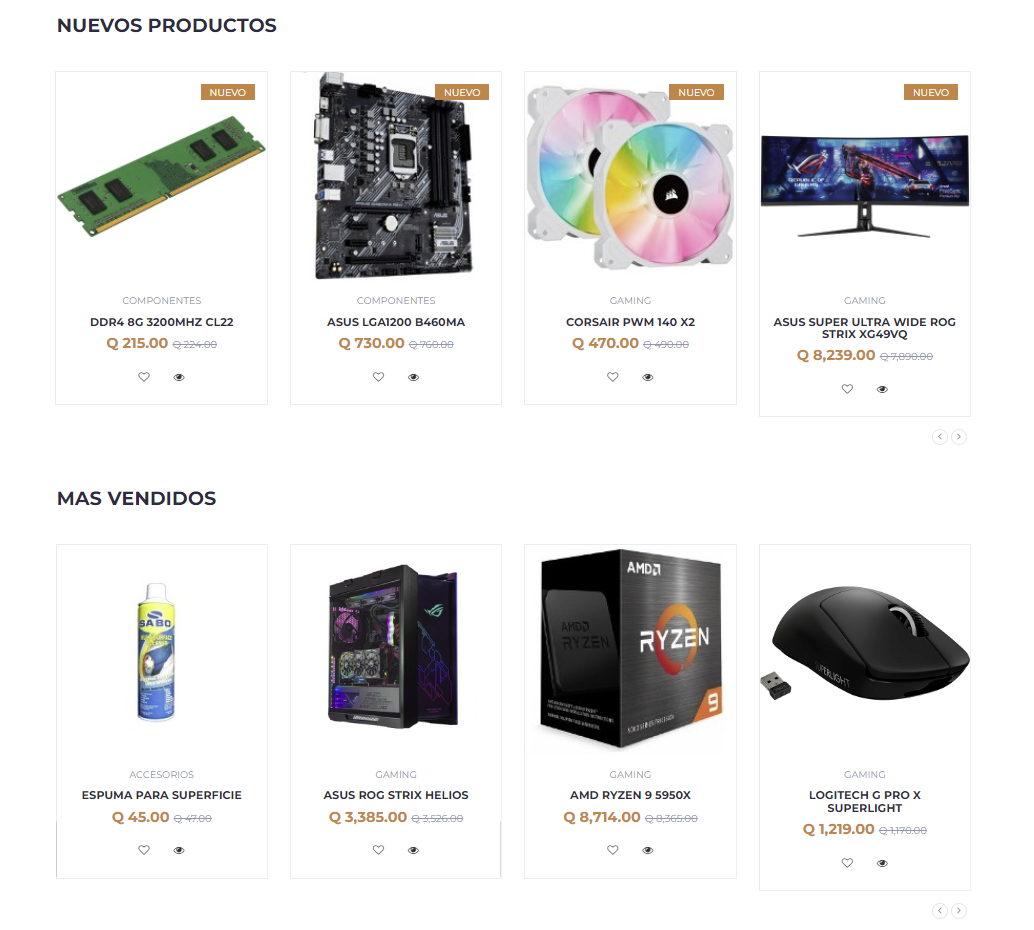 NUEVOS PRODUCTOS
NUEVO
NUEVO
NUEVO
NUEVO
COMPONENTES
DDR4 8G 3200MHZ CL22
Q 215.00 Q 224.00
COMPONENTES
ASUS LGA1200 B460MA
Q 730.00 Q 760.00
GAMING
CORSAIR PWM 140 X2
Q 470.00 Q 490.00
GAMING
ASUS SUPER ULTRA WIDE ROG
STRIX XG49VQ
Q 8,239.00 Q 7,890.00
MAS VENDIDOS
SABO
AMD
AMD
RYZEN
RYZEN
9
SUPERLIGHT
ACCESORIOS
ESPUMA PARA SUPERFICIE
Q 45.00 Q 47.00
GAMING
ASUS ROG STRIX HELIOS
Q 3,385.00 Q 3,526.00
GAMING
AMD RYZEN 9 5950X
Q 8,714.00 Q 8,365.00
GAMING
LOGITECH G PRO X
SUPERLIGHT
Q 1,219.00 Q 1,170.00